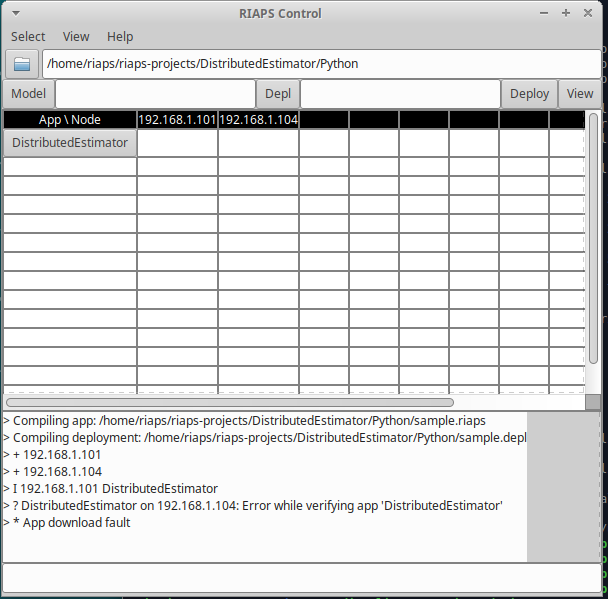 RIAPS Control
Select View Help
/home/riaps/riaps-projects/DistributedEstimator/Python
Model Depl Deploy View
App \ Node 192.168.1.101 192.168.1.104
DistributedEstimator
> Compiling app: /home/riaps/riaps-projects/DistributedEstimator/Python/sample.riaps
> Compiling deployment: /home/riaps/riaps-projects/DistributedEstimator/Python/sample.depl
> + 192.168.1.101
> + 192.168.1.104
> I 192.168.1.101 DistributedEstimator
> ? DistributedEstimator on 192.168.1.104: Error while verifying app 'DistributedEstimator'
> * App download fault